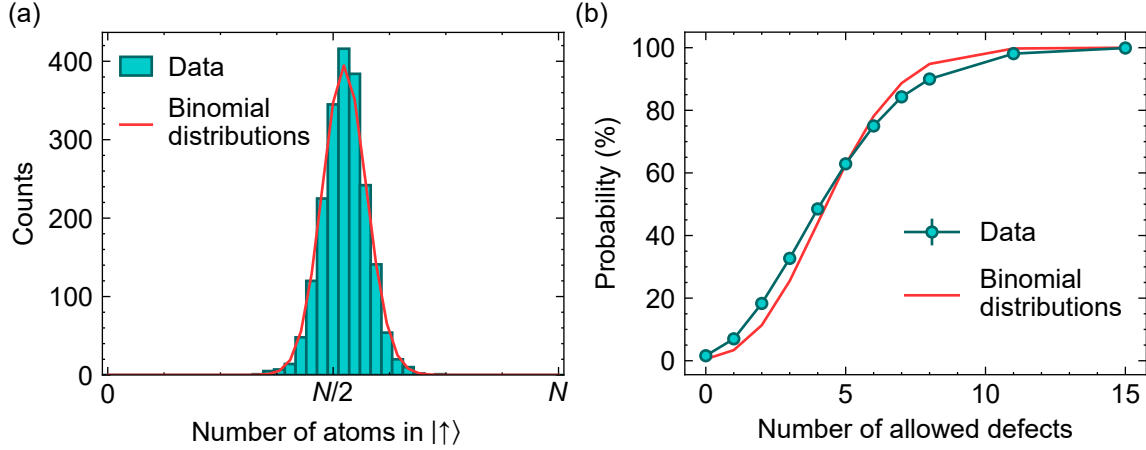 (a)
Counts
400
300
200
100
0
Data
Binomial
distributions
0
N/2
N
Number of atoms in |↑⟩
(b)
Probability (%)
100
80
60
40
20
0
Data
Binomial
distributions
0
5
10
15
Number of allowed defects